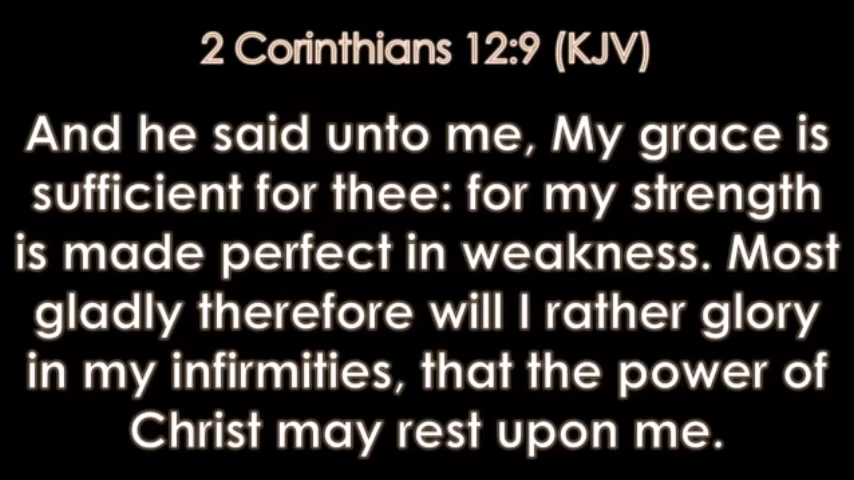 2 Corinthians 12:9 (KJV)
And he said unto me, My grace is
sufficient for thee: for my strength
is made perfect in weakness. Most
gladly therefore will I rather glory
in my infirmities, that the power of
Christ may rest upon me.